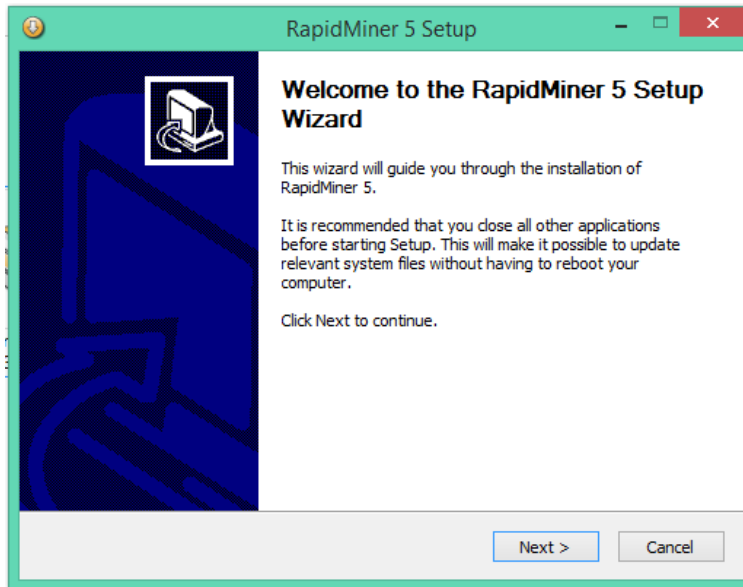 RapidMiner 5 Setup
Welcome to the RapidMiner 5 Setup
Wizard
This wizard will guide you through the installation of
RapidMiner 5.
It is recommended that you close all other applications
before starting Setup. This will make it possible to update
relevant system files without having to reboot your
computer.
Click Next to continue.
Next >
Cancel